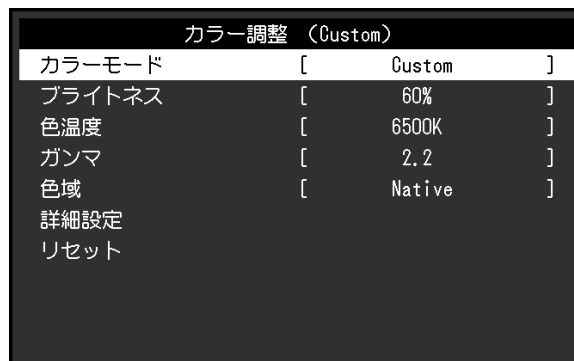 カラー調整 （Custom）
カラーモード [ Custom ]
ブライトネス [ 60% ]
色温度 [ 6500K ]
ガンマ [ 2.2 ]
色域 [ Native ]
詳細設定
リセット